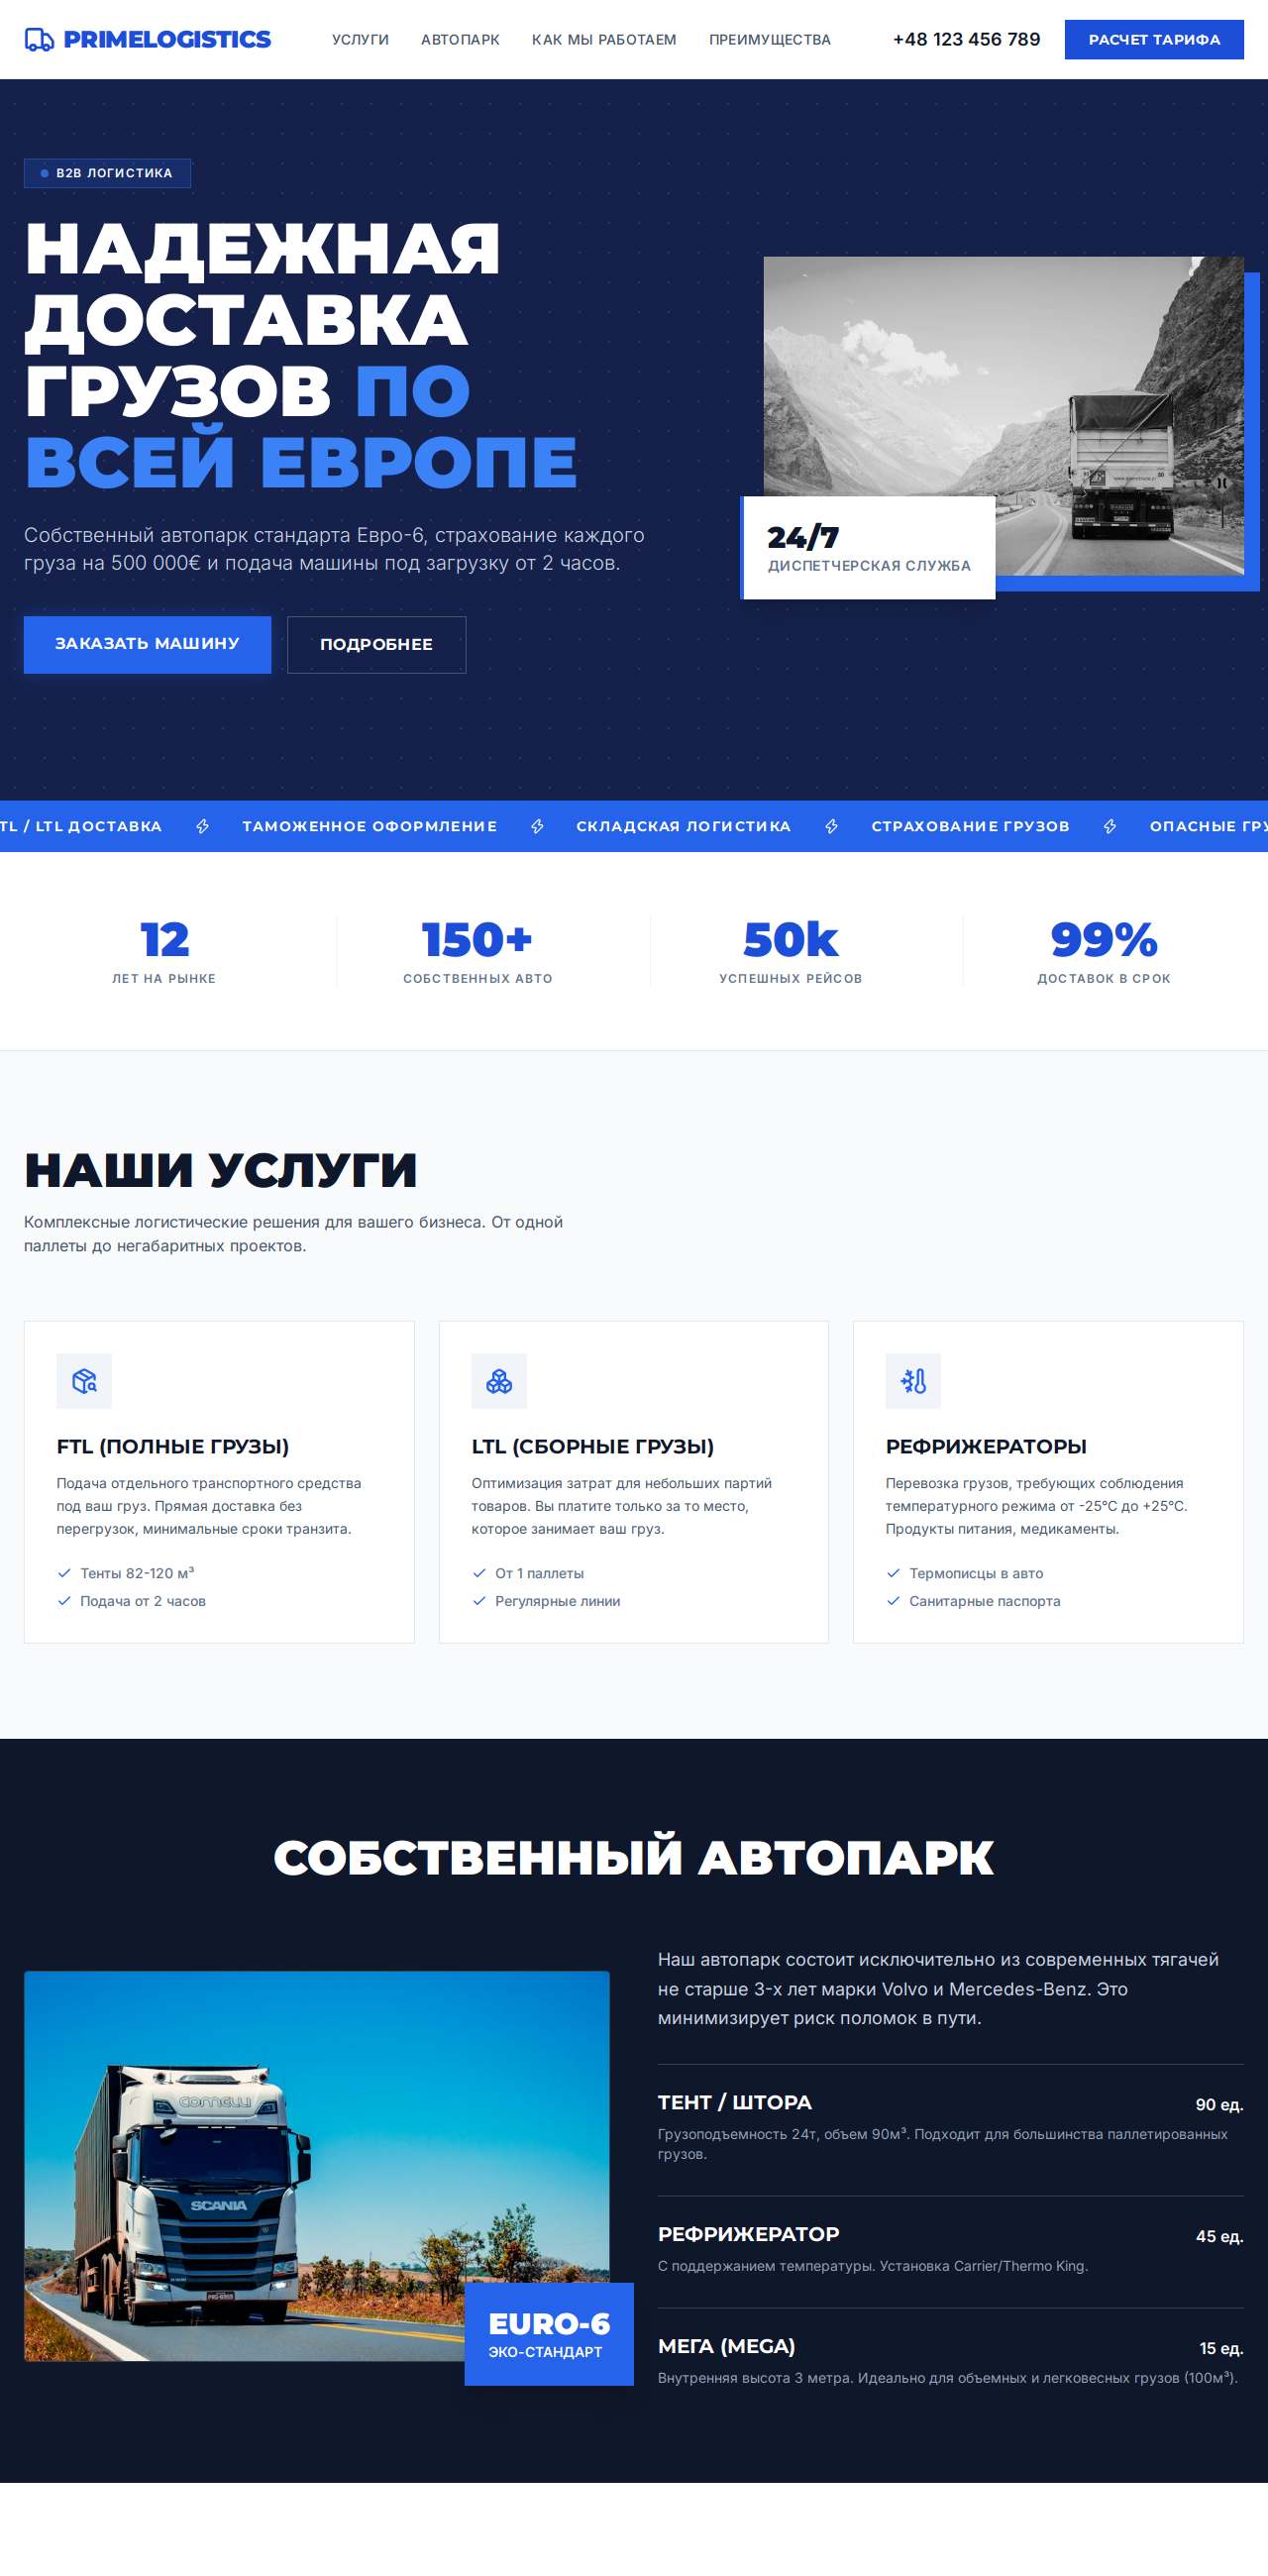 PRIMELOGISTICS
УСЛУГИ
АВТОПАРК
КАК МЫ РАБОТАЕМ
ПРЕИМУЩЕСТВА
+48 123 456 789
РАСЧЕТ ТАРИФА
B2B ЛОГИСТИКА
НАДЕЖНАЯ
ДОСТАВКА
ГРУЗОВ ПО
ВСЕЙ ЕВРОПЕ
Собственный автопарк стандарта Евро-6, страхование каждого
груза на 500 000€ и подача машины под загрузку от 2 часов.
ЗАКАЗАТЬ МАШИНУ
ПОДРОБНЕЕ
24/7
ДИСПЕТЧЕРСКАЯ СЛУЖБА
TL / LTL ДОСТАВКА
ТАМОЖЕННОЕ ОФОРМЛЕНИЕ
СКЛАДСКАЯ ЛОГИСТИКА
СТРАХОВАНИЕ ГРУЗОВ
ОПАСНЫЕ ГРУ
12
ЛЕТ НА РЫНКЕ
150+
СОБСТВЕННЫХ АВТО
50k
УСПЕШНЫХ РЕЙСОВ
99%
ДОСТАВОК В СРОК
НАШИ УСЛУГИ
Комплексные логистические решения для вашего бизнеса. От одной
паллеты до негабаритных проектов.
FTL (ПОЛНЫЕ ГРУЗЫ)
Подача отдельного транспортного средства
под ваш груз. Прямая доставка без
перегрузок, минимальные сроки транзита.
Тенты 82-120 м³
Подача от 2 часов
LTL (СБОРНЫЕ ГРУЗЫ)
Оптимизация затрат для небольших партий
товаров. Вы платите только за то место,
которое занимает ваш груз.
От 1 паллеты
Регулярные линии
РЕФРИЖЕРАТОРЫ
Перевозка грузов, требующих соблюдения
температурного режима от -25°C до +25°C.
Продукты питания, медикаменты.
Термописцы в авто
Санитарные паспорта
СОБСТВЕННЫЙ АВТОПАРК
SCANIA
EURO-6
ЭКО-СТАНДАРТ
Наш автопарк состоит исключительно из современных тягачей
не старше 3-х лет марки Volvo и Mercedes-Benz. Это
минимизирует риск поломок в пути.
ТЕНТ / ШТОРА
90 ед.
Грузоподъемность 24т, объем 90м³. Подходит для большинства паллетированных
грузов.
РЕФРИЖЕРАТОР
45 ед.
С поддержанием температуры. Установка Carrier/Thermo King.
МЕГА (MEGA)
15 ед.
Внутренняя высота 3 метра. Идеально для объемных и легковесных грузов (100м³).